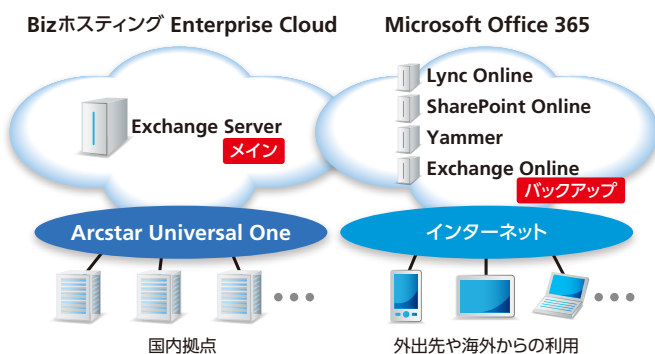 Bizホスティング Enterprise Cloud
Microsoft Office 365
Exchange Server
メイン
Lync Online
SharePoint Online
Yammer
Exchange Online
バックアップ
Arcstar Universal One
インターネット
国内拠点
外出先や海外からの利用